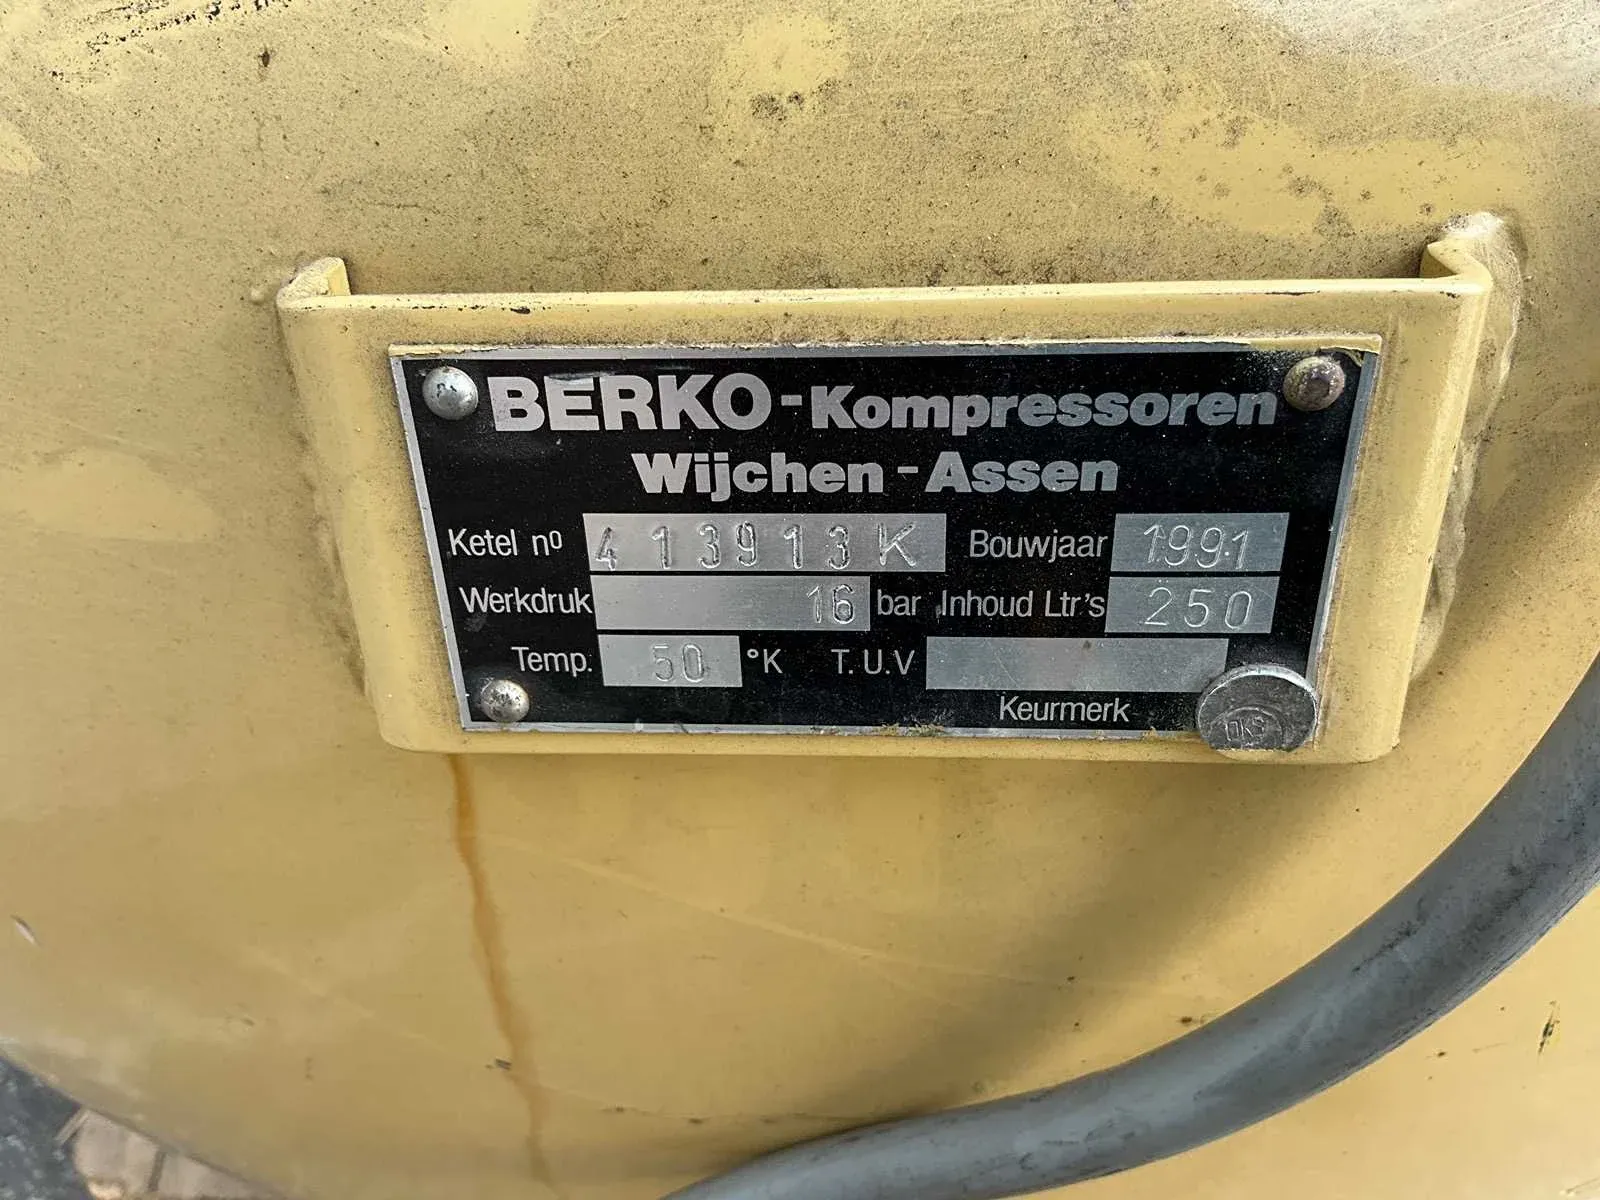 BERKO-Kompressoren
Wijchen-Assen
Ketel nº 413913K Bouwjaar 1991
Werkdruk 16 bar Inhoud Ltr's 250
Temp. 50 °K T.U.V
Keurmerk